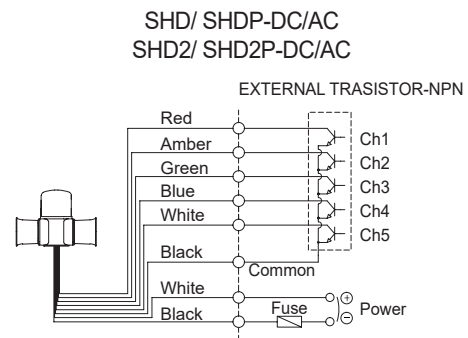 SHD/ SHDP-DC/AC
SHD2/ SHD2P-DC/AC
EXTERNAL TRASISTOR-NPN
Red
Ch1
Amber
Ch2
Green
Ch3
Blue
Ch4
White
Ch5
Black
Common
White
Fuse
+
Power
Black
-